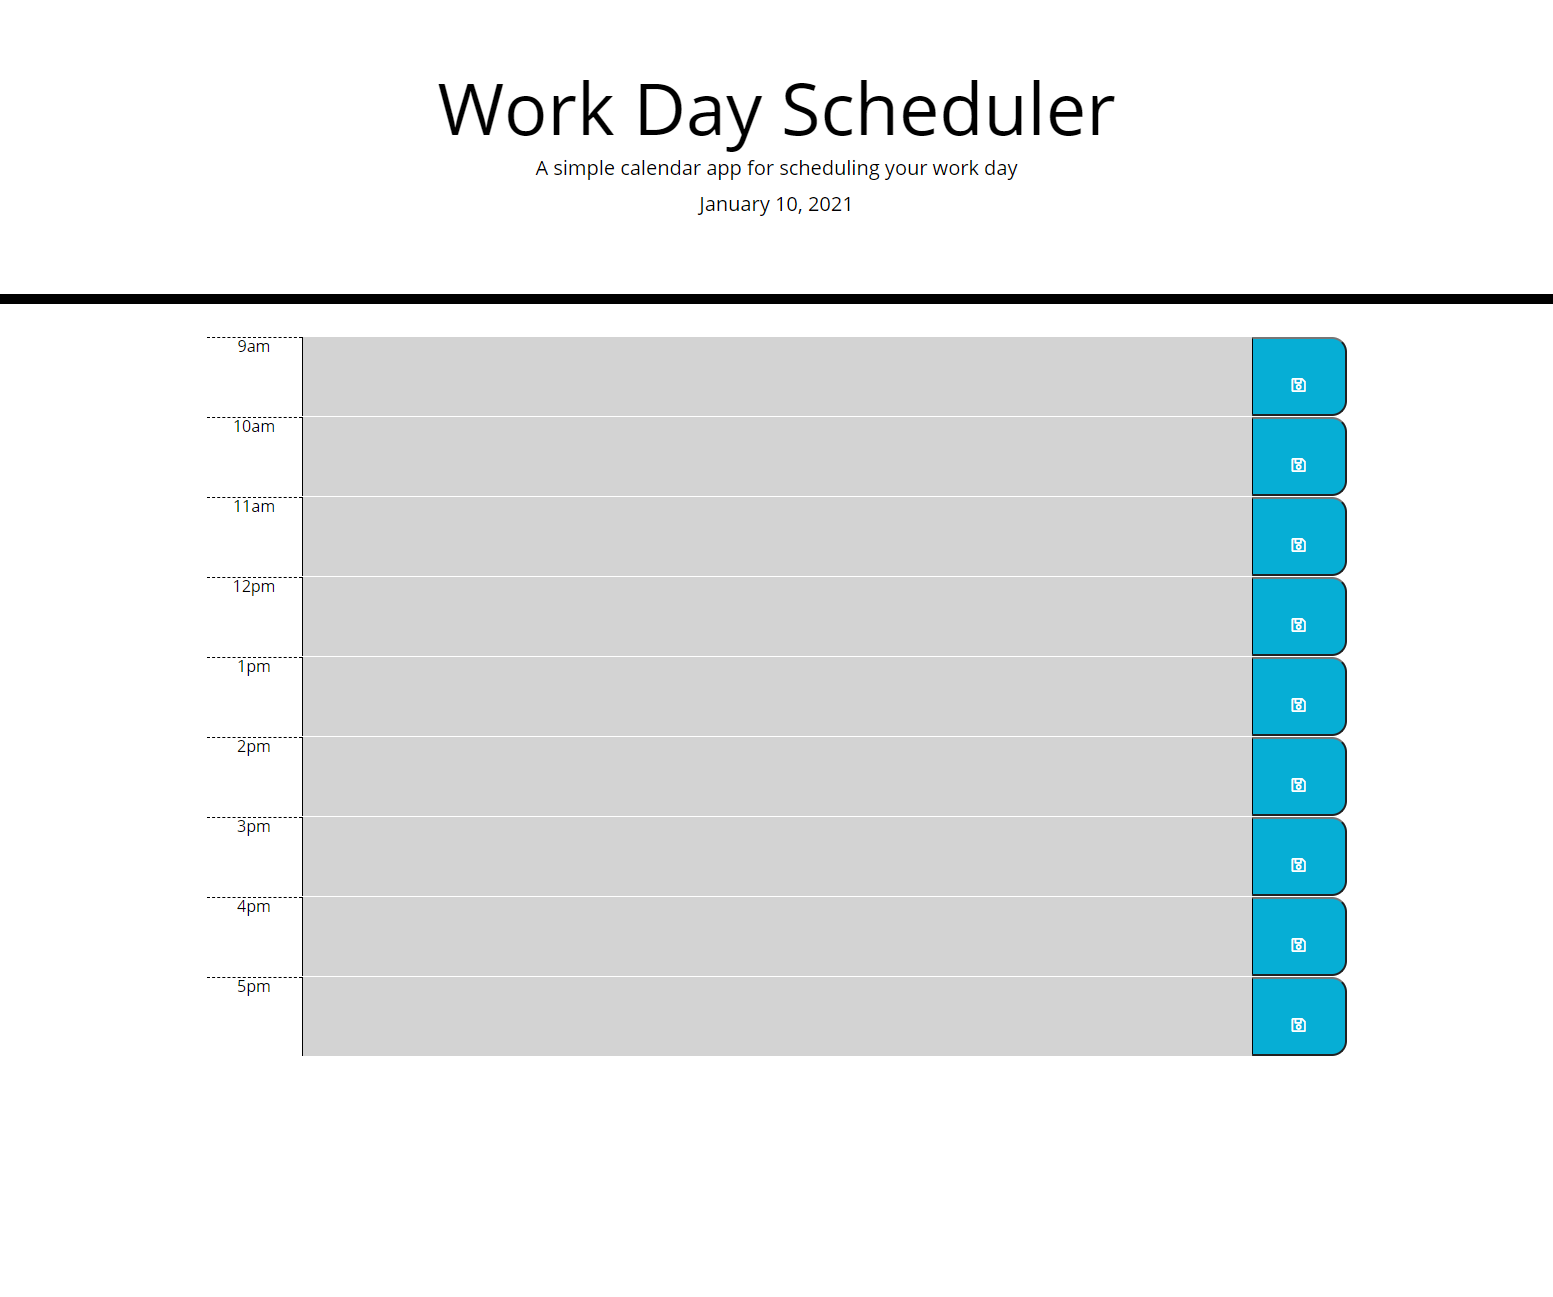 Work Day Scheduler
A simple calendar app for scheduling your work day
January 10, 2021
9am
10am
11am
12pm
1pm
2pm
3pm
4pm
5pm